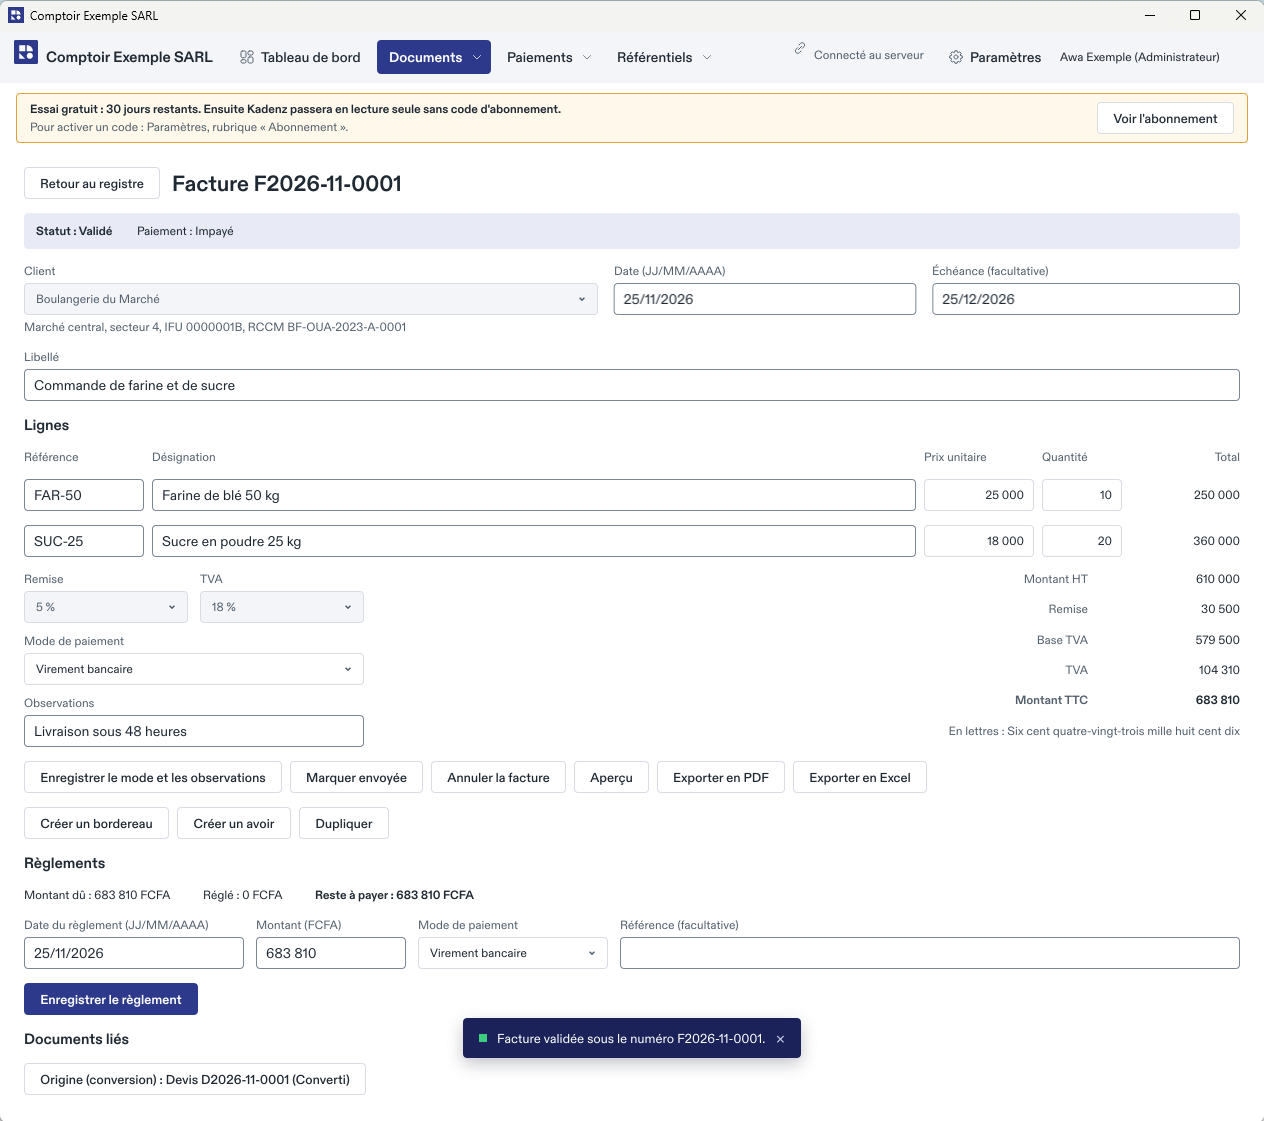 Comptoir Exemple SARL
Comptoir Exemple SARL
Tableau de bord
Documents
Paiements
Référentiels
Connecté au serveur
Paramètres
Awa Exemple (Administrateur)
Essai gratuit : 30 jours restants. Ensuite Kadenz passera en lecture seule sans code d'abonnement.
Pour activer un code : Paramètres, rubrique « Abonnement ».
Voir l'abonnement
Retour au registre
Facture F2026-11-0001
Statut : Validé Paiement : Impayé
Client Date (JJ/MM/AAAA) Échéance (facultative)
Boulangerie du Marché 25/11/2026 25/12/2026
Marché central, secteur 4, IFU 0000001B, RCCM BF-OUA-2023-A-0001
Libellé
Commande de farine et de sucre
Lignes
Référence Désignation Prix unitaire Quantité Total
FAR-50 Farine de blé 50 kg 25 000 10 250 000
SUC-25 Sucre en poudre 25 kg 18 000 20 360 000
Remise TVA Montant HT 610 000
5 % 18 % Remise 30 500
Mode de paiement Base TVA 579 500
Virement bancaire TVA 104 310
Observations Montant TTC 683 810
Livraison sous 48 heures En lettres : Six cent quatre-vingt-trois mille huit cent dix
Enregistrer le mode et les observations Marquer envoyée Annuler la facture Aperçu Exporter en PDF Exporter en Excel
Créer un bordereau Créer un avoir Dupliquer
Règlements
Montant dû : 683 810 FCFA Réglé : 0 FCFA Reste à payer : 683 810 FCFA
Date du règlement (JJ/MM/AAAA) Montant (FCFA) Mode de paiement Référence (facultative)
25/11/2026 683 810 Virement bancaire
Enregistrer le règlement
Documents liés
Facture validée sous le numéro F2026-11-0001.
Origine (conversion) : Devis D2026-11-0001 (Converti)